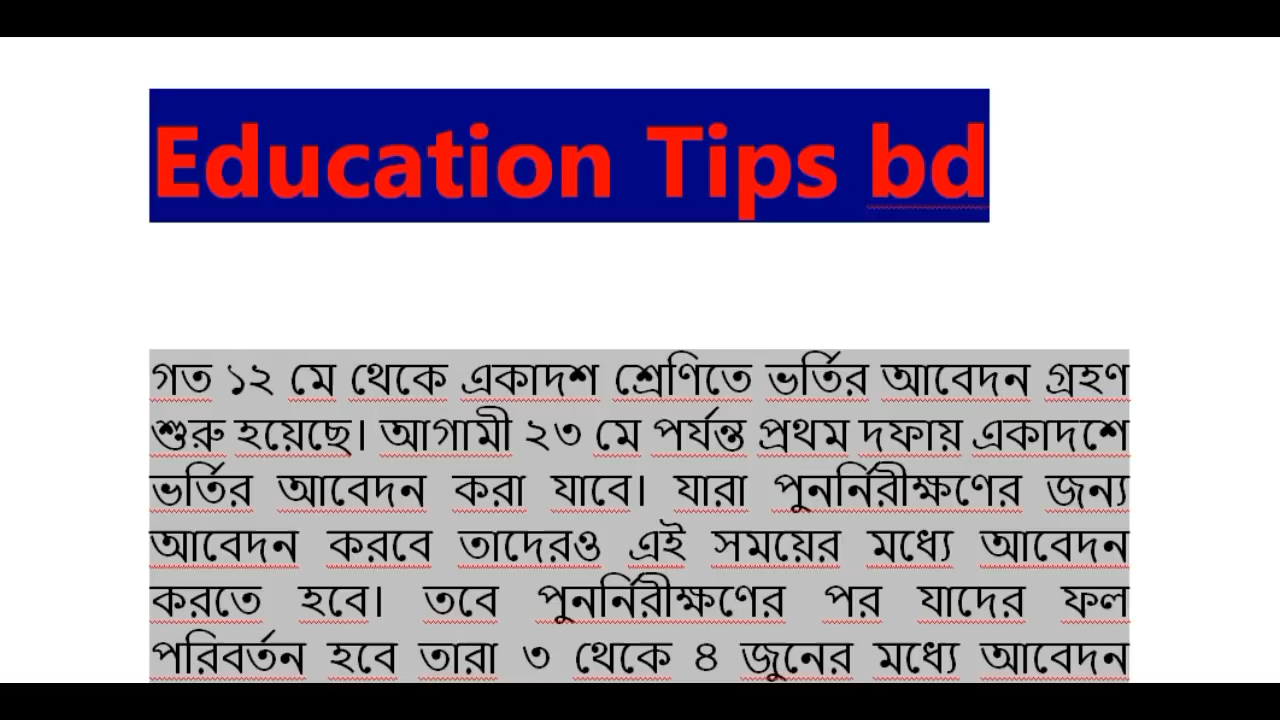 Education Tips bd
গত ১২ মে থেকে একাদশ শ্রেণিতে ভর্তির আবেদন গ্রহণ
শুরু হয়েছে। আগামী ২৩ মে পর্যন্ত প্রথম দফায় একাদশে
ভর্তির আবেদন করা যাবে। যারা পুনর্নিরীক্ষণের জন্য
আবেদন করবে তাদেরও এই সময়ের মধ্যে আবেদন
করতে হবে। তবে পুনর্নিরীক্ষণের পর যাদের ফল
পরিবর্তন হবে তারা ৩ থেকে ৪ জুনের মধ্যে আবেদন